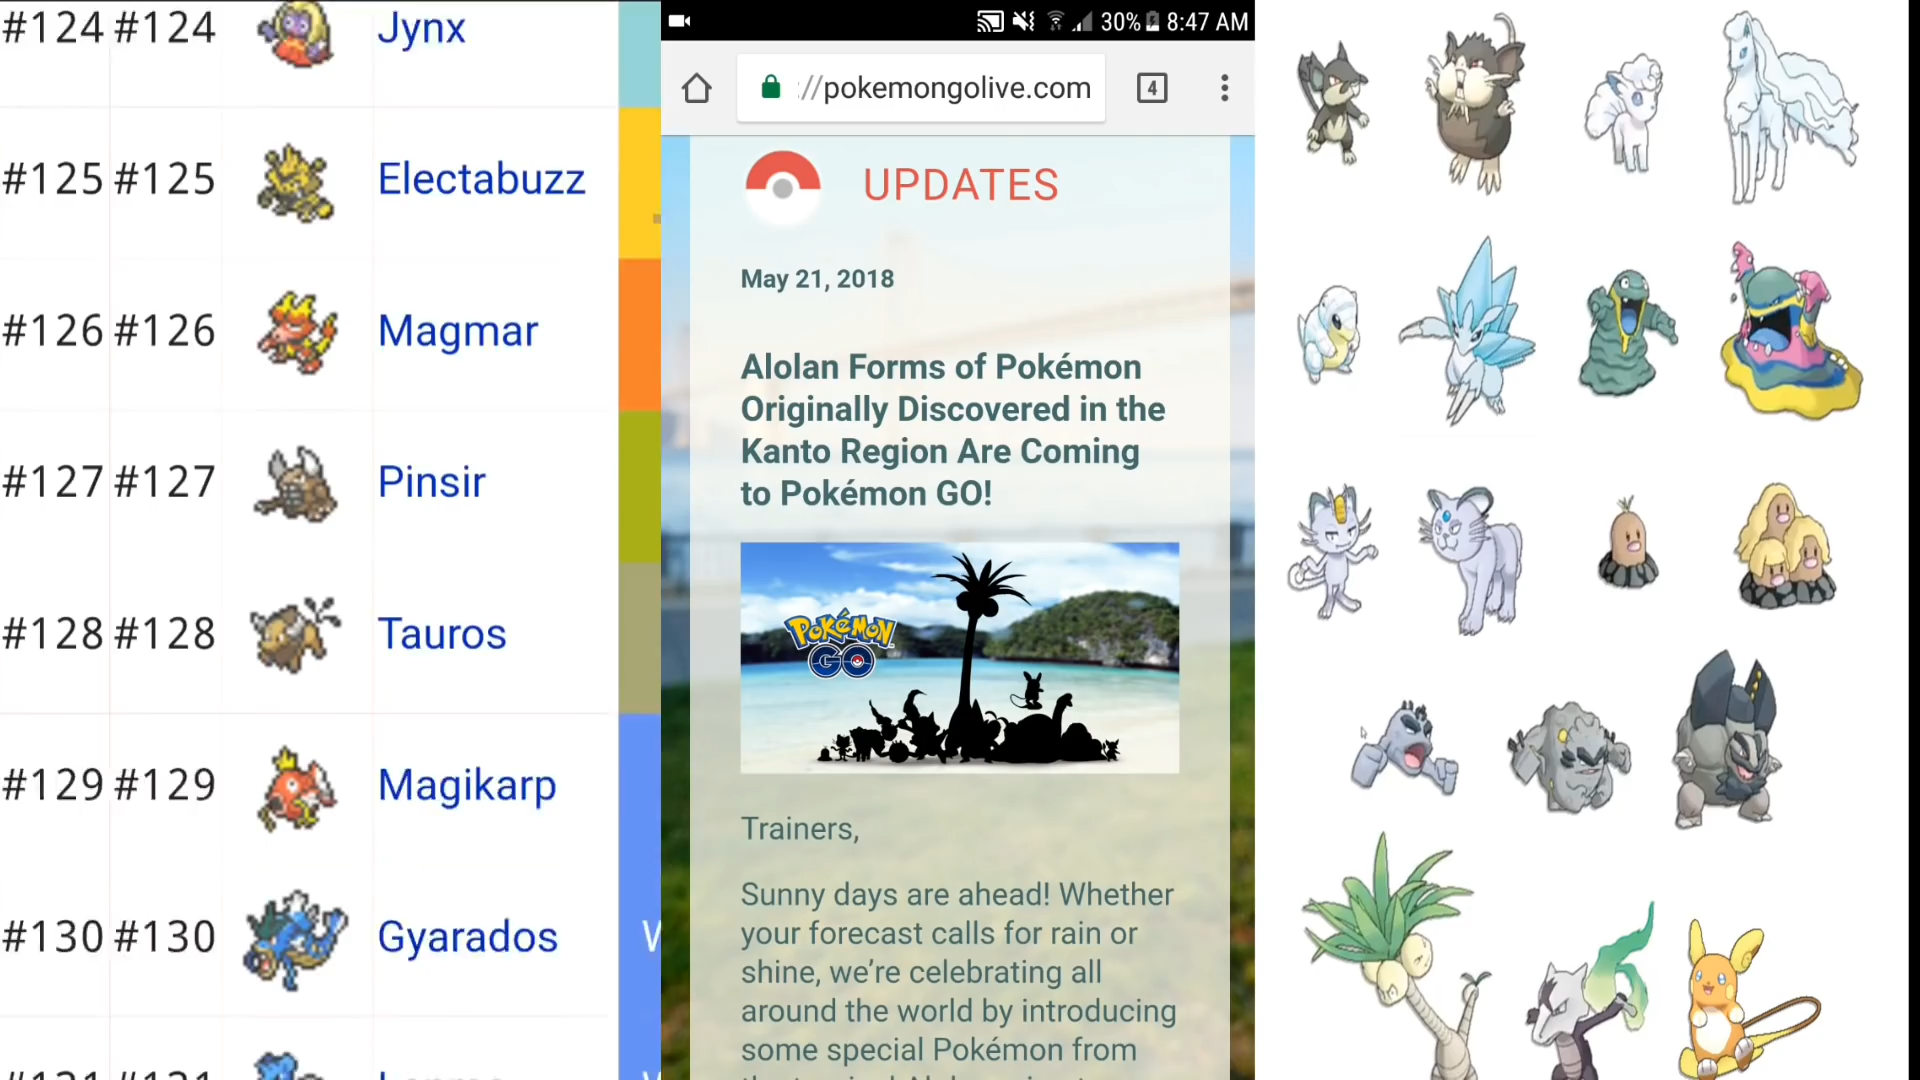 #124 #124 Jynx
#125 #125 Electabuzz
#126 #126 Magmar
#127 #127 Pinsir
#128 #128 Tauros
#129 #129 Magikarp
#130 #130 Gyarados W
30% 8:47 AM
://pokemongolive.com 4
UPDATES
May 21, 2018
Alolan Forms of Pokémon
Originally Discovered in the
Kanto Region Are Coming
to Pokémon GO!
POKéMON
GO
Trainers,
Sunny days are ahead! Whether
your forecast calls for rain or
shine, we’re celebrating all
around the world by introducing
some special Pokémon from